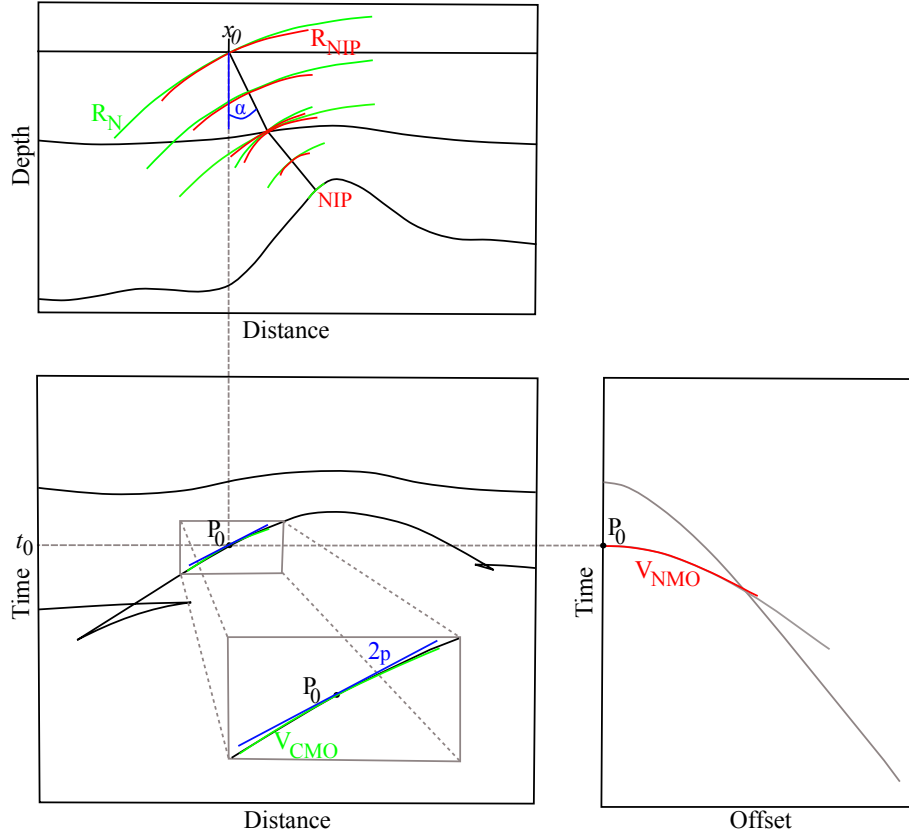 x0
RNIP
RN
α
NIP
Depth
Distance
P0
t0
Time
2p
P0
VCMO
Distance
P0
VNMO
Time
Offset